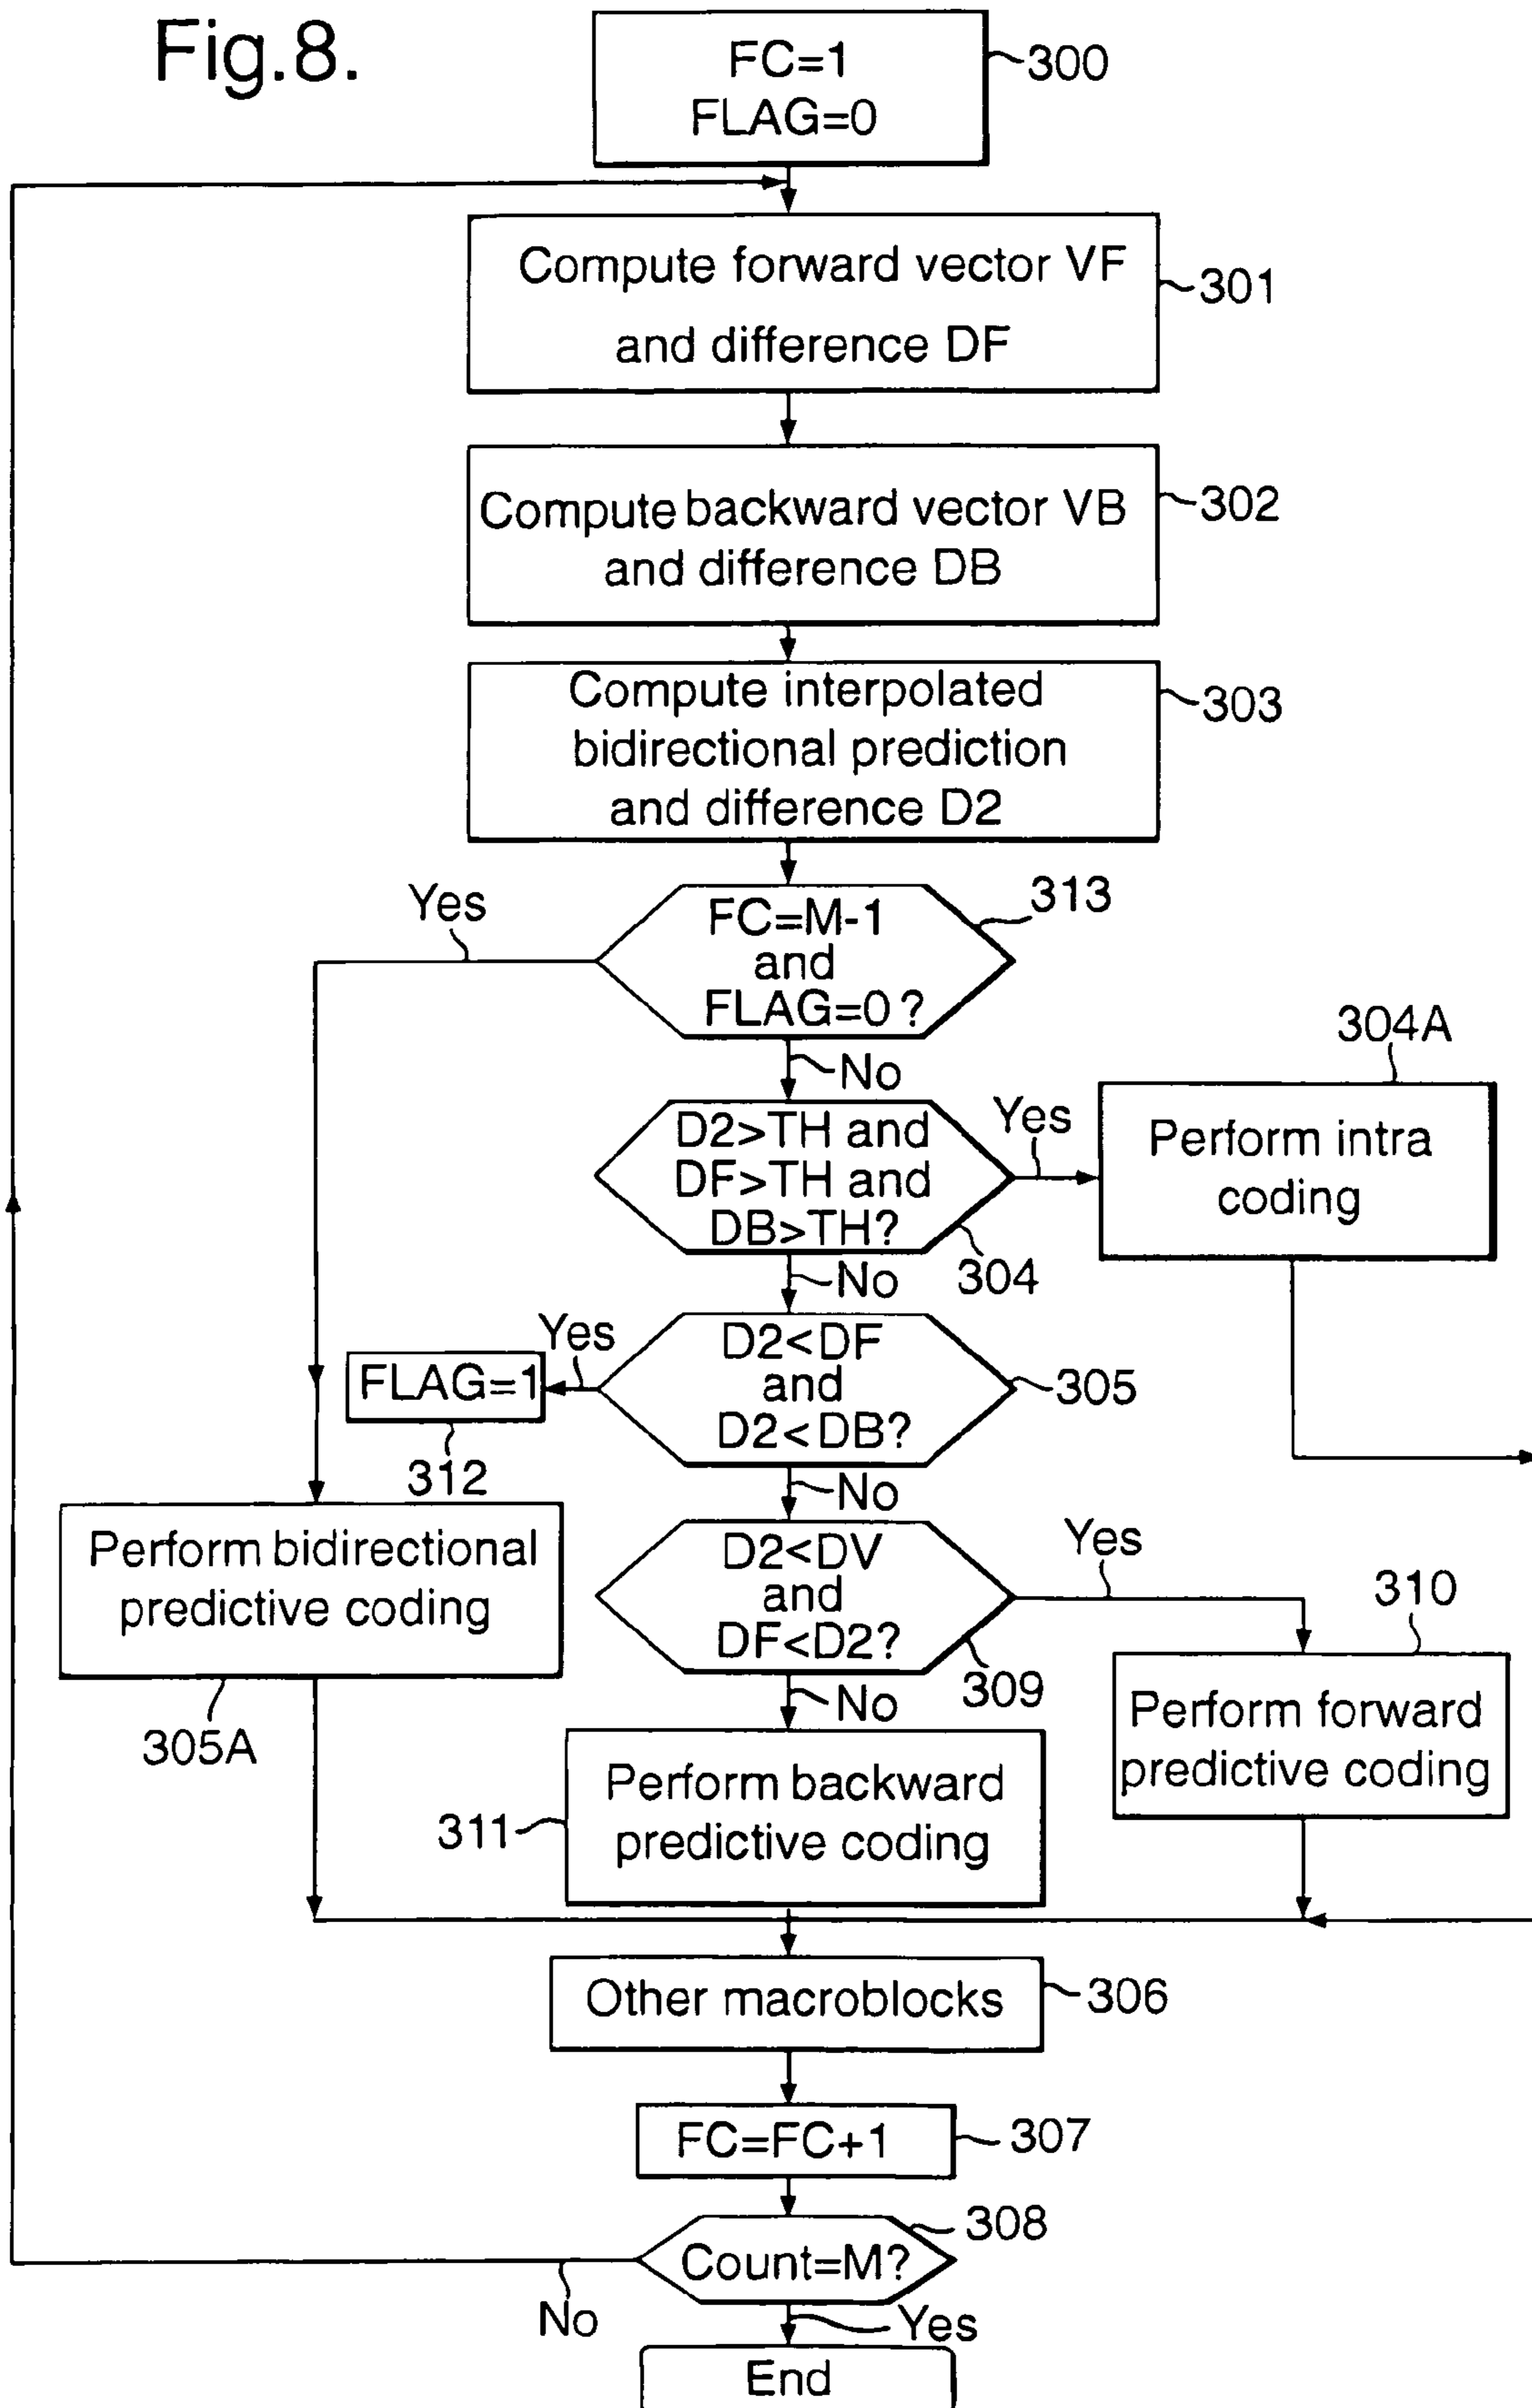 Fig.8.
FC=1
FLAG=0
300
Compute forward vector VF
and difference DF
301
Compute backward vector VB
and difference DB
302
Compute interpolated
bidirectional prediction
and difference D2
303
Yes
FC=M-1
and
FLAG=0?
313
No
304A
D2>TH and
DF>TH and
DB>TH?
Yes
Perform intra
coding
304
No
Yes
FLAG=1
312
D2<DF
and
D2<DB?
305
No
Perform bidirectional
predictive coding
305A
D2<DV
and
DF<D2?
Yes
309
310
No
Perform forward
predictive coding
311
Perform backward
predictive coding
Other macroblocks
306
FC=FC+1
307
Count=M?
308
No
Yes
End